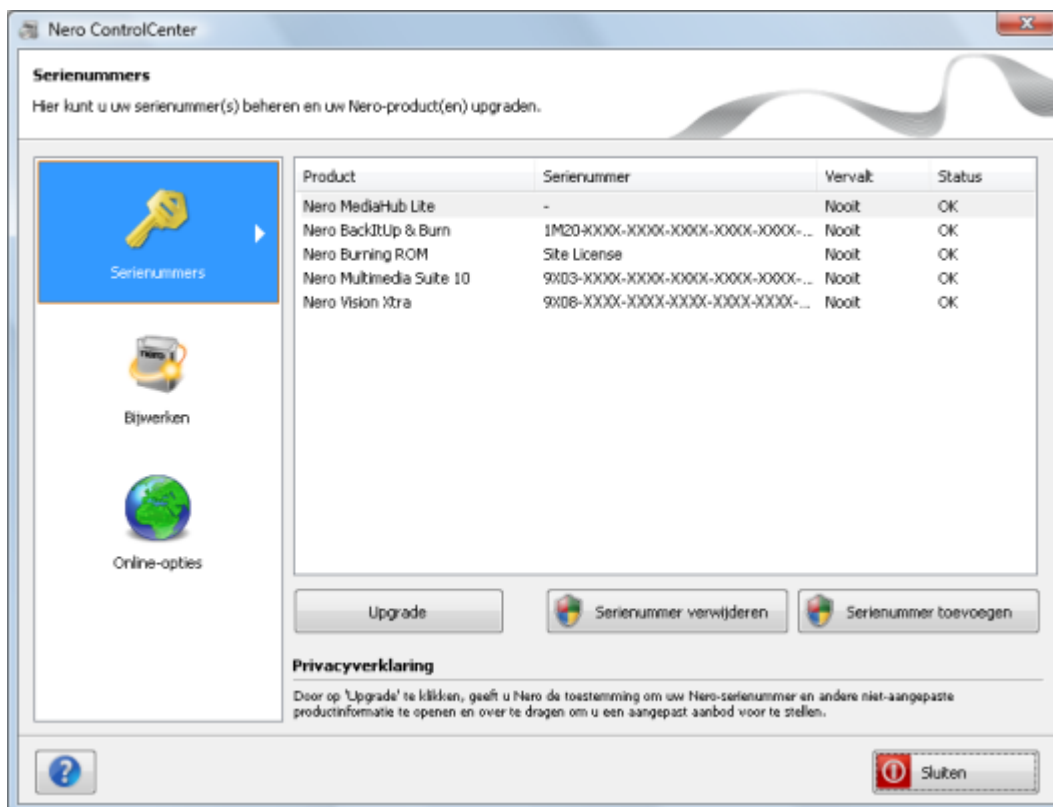 Nero ControlCenter
Serienummers
Hier kunt u uw serienummer(s) beheren en uw Nero-product(en) upgraden.
Serienummers
Bijwerken
Online-opties
Product Serienummer Vervalt Status
Nero MediaHub Lite - Nooit OK
Nero BackItUp & Burn 1M20-XXXX-XXXX-XXXX-XXXX-XXXX-... Nooit OK
Nero Burning ROM Site License Nooit OK
Nero Multimedia Suite 10 9X03-XXXX-XXXX-XXXX-XXXX-XXXX-... Nooit OK
Nero Vision Xtra 9X08-XXXX-XXXX-XXXX-XXXX-XXXX-... Nooit OK
Upgrade Serienummer verwijderen Serienummer toevoegen
Privacyverklaring
Door op 'Upgrade' te klikken, geeft u Nero de toestemming om uw Nero-serienummer en andere niet-aangepaste
productinformatie te openen en over te dragen om u een aangepast aanbod voor te stellen.
? Sluiten